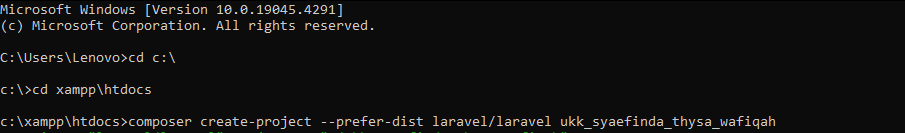 Microsoft Windows [Version 10.0.19045.4291]
(c) Microsoft Corporation. All rights reserved.
C:\Users\Lenovo>cd c:\
c:\>cd xampp\htdocs
c:\xampp\htdocs>composer create-project --prefer-dist laravel/laravel ukk_syaefinda_thysa_wafiqah